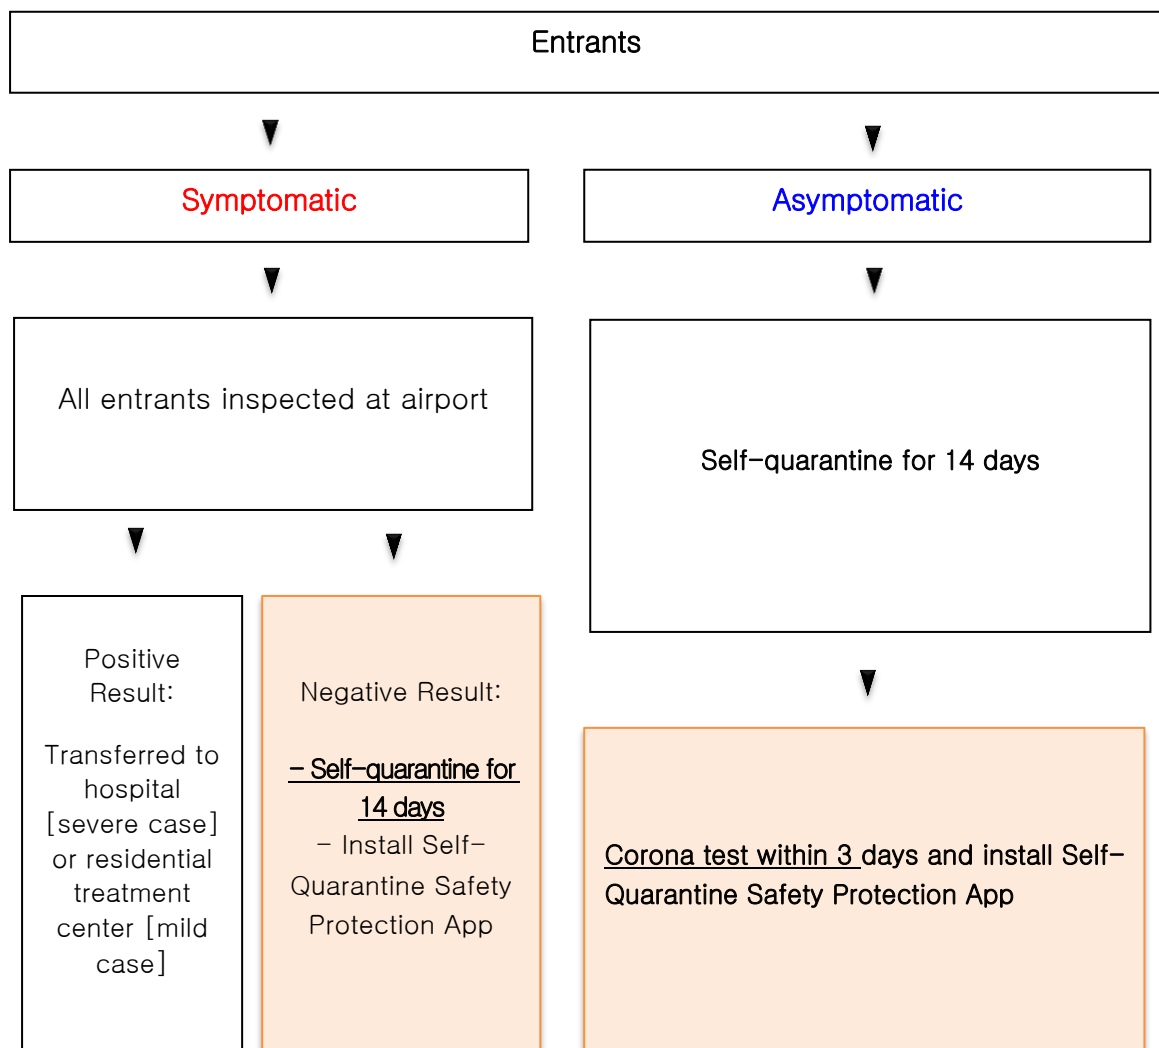 Entrants
Symptomatic
Asymptomatic
All entrants inspected at airport
Self-quarantine for 14 days
Positive
Result:
Transferred to
hospital
[severe case]
or residential
treatment
center [mild
case]
Negative Result:
- Self-quarantine for
14 days
- Install Self-
Quarantine Safety
Protection App
Corona test within 3 days and install Self-
Quarantine Safety Protection App